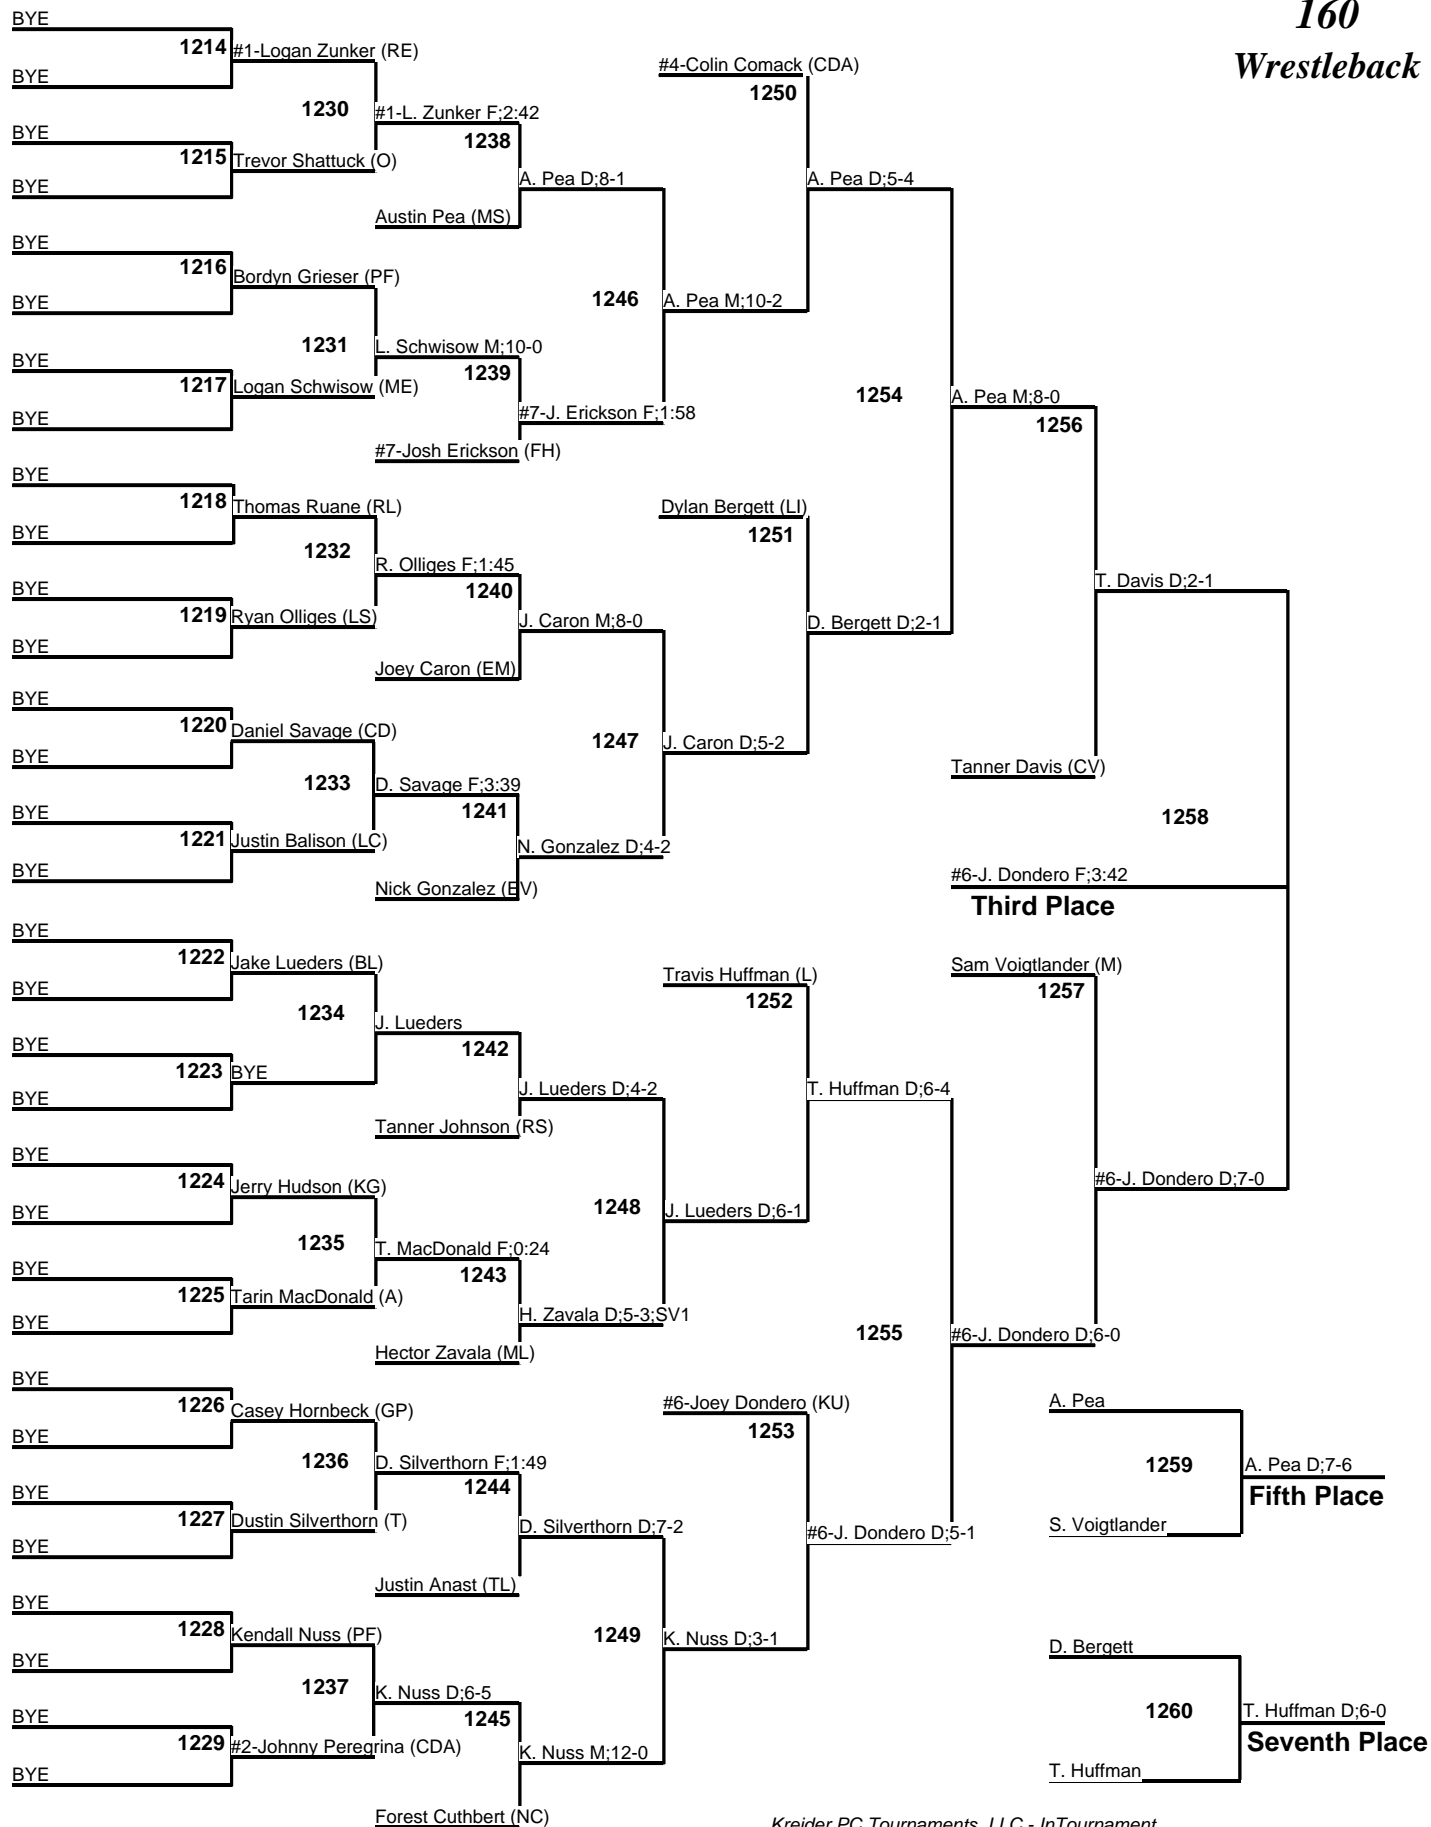 160
Wrestleback
BYE
1214
#1-Logan Zunker (RE)
BYE
1230
#1-L. Zunker F;2:42
BYE
1215
Trevor Shattuck (O)
BYE
1238
A. Pea D;8-1
Austin Pea (MS)
BYE
1216
Bordyn Grieser (PF)
BYE
1231
L. Schwisow M;10-0
BYE
1217
Logan Schwisow (ME)
BYE
1239
#7-J. Erickson F;1:58
#7-Josh Erickson (FH)
1246
A. Pea M;10-2
#4-Colin Comack (CDA)
1250
A. Pea D;5-4
BYE
1218
Thomas Ruane (RL)
BYE
1232
R. Olliges F;1:45
BYE
1219
Ryan Olliges (LS)
BYE
1240
J. Caron M;8-0
Joey Caron (EM)
BYE
1220
Daniel Savage (CD)
BYE
1233
D. Savage F;3:39
BYE
1221
Justin Balison (LC)
BYE
1241
N. Gonzalez D;4-2
Nick Gonzalez (EV)
1247
J. Caron D;5-2
Dylan Bergett (LI)
1251
D. Bergett D;2-1
1254
A. Pea M;8-0
1256
T. Davis D;2-1
Tanner Davis (CV)
1258
#6-J. Dondero F;3:42
Third Place
BYE
1222
Jake Lueders (BL)
BYE
1234
J. Lueders
BYE
1223
BYE
BYE
1242
J. Lueders D;4-2
Tanner Johnson (RS)
BYE
1224
Jerry Hudson (KG)
BYE
1235
T. MacDonald F;0:24
BYE
1225
Tarin MacDonald (A)
BYE
1243
H. Zavala D;5-3;SV1
Hector Zavala (ML)
1248
J. Lueders D;6-1
Travis Huffman (L)
1252
T. Huffman D;6-4
BYE
1226
Casey Hornbeck (GP)
BYE
1236
D. Silverthorn F;1:49
BYE
1227
Dustin Silverthorn (T)
BYE
1244
D. Silverthorn D;7-2
Justin Anast (TL)
BYE
1228
Kendall Nuss (PF)
BYE
1237
K. Nuss D;6-5
BYE
1229
#2-Johnny Peregrina (CDA)
BYE
1245
K. Nuss M;12-0
Forest Cuthbert (NC)
1249
K. Nuss D;3-1
#6-Joey Dondero (KU)
1253
#6-J. Dondero D;5-1
1255
#6-J. Dondero D;6-0
Sam Voigtlander (M)
1257
#6-J. Dondero D;7-0
A. Pea
1259
A. Pea D;7-6
Fifth Place
S. Voigtlander
D. Bergett
1260
T. Huffman D;6-0
Seventh Place
T. Huffman
Kreider PC Tournaments, LLC - InTournament